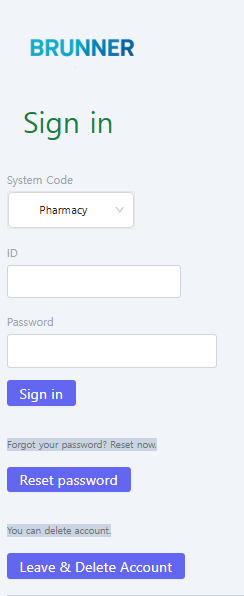 BRUNNER
Sign in
System Code
Pharmacy
ID
Password
Sign in
Forgot your password? Reset now.
Reset password
You can delete account.
Leave & Delete Account